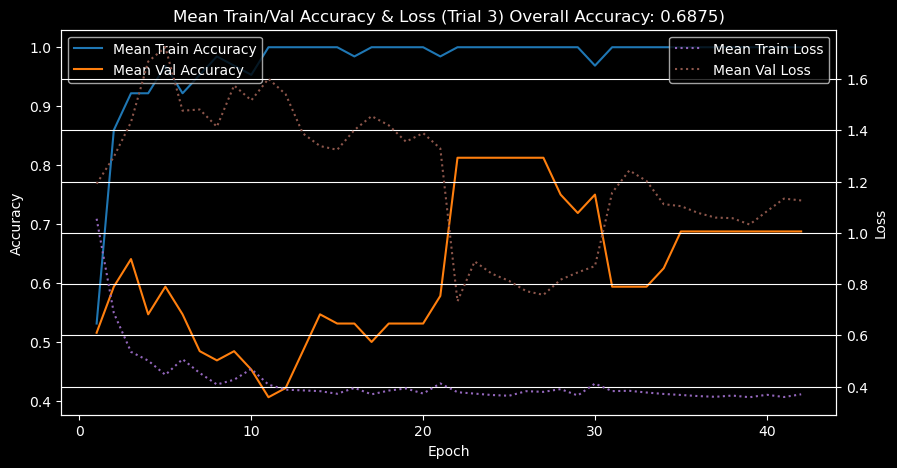 Mean Train/Val Accuracy & Loss (Trial 3) Overall Accuracy: 0.6875)
Mean Train Accuracy
Mean Val Accuracy
Mean Train Loss
Mean Val Loss
1.0
0.9
0.8
0.7
0.6
0.5
0.4
Accuracy
1.6
1.4
1.2
1.0
0.8
0.6
0.4
Loss
0 10 20 30 40
Epoch